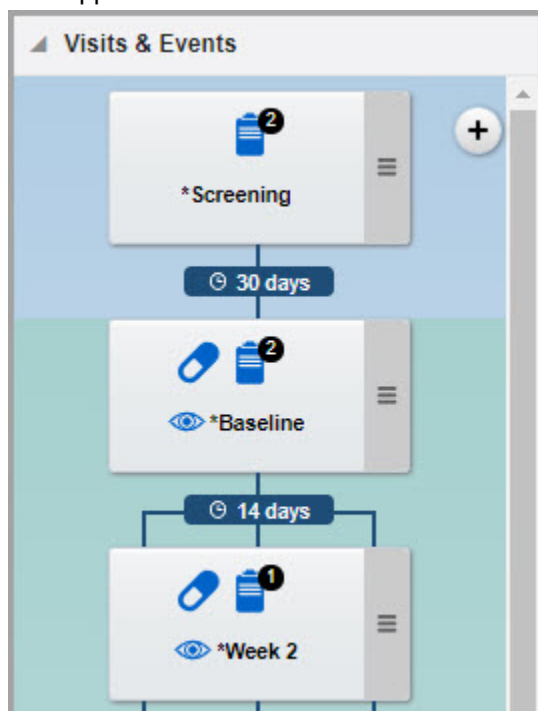 Visits & Events
2
*Screening
30 days
2
*Baseline
14 days
1
*Week 2